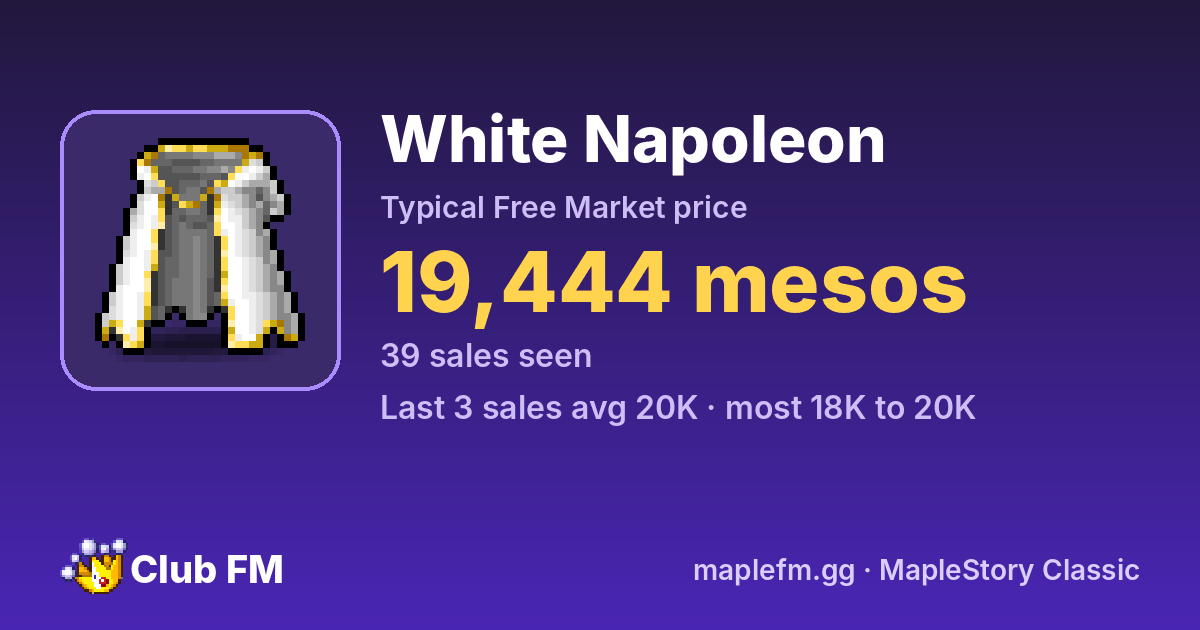 White Napoleon
Typical Free Market price
19,444 mesos
39 sales seen
Last 3 sales avg 20K · most 18K to 20K
Club FM
maplefm.gg · MapleStory Classic